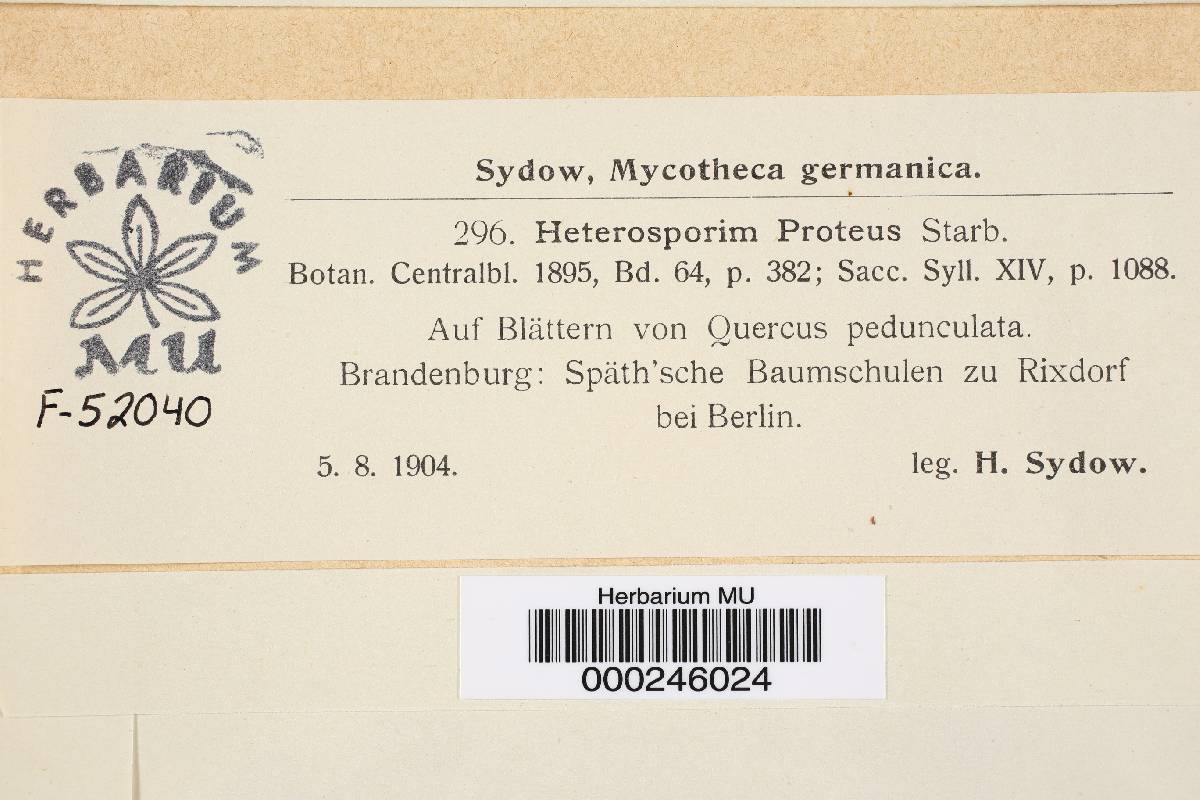 HERBARIUM
MU
F-52040
Sydow, Mycotheca germanica.
296. Heterosporim Proteus Starb.
Botan. Centralbl. 1895, Bd. 64, p. 382; Sacc. Syll. XIV, p. 1088.
Auf Blättern von Quercus pedunculata.
Brandenburg: Späth'sche Baumschulen zu Rixdorf
bei Berlin.
5. 8. 1904. leg. H. Sydow.
Herbarium MU
000246024